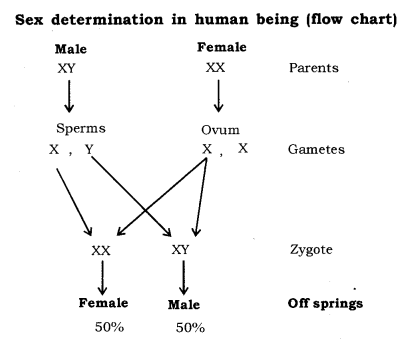 Sex determination in human being (flow chart)
Male Female
XY XX Parents
Sperms Ovum
X , Y X , X Gametes
XX XY Zygote
Female Male Off springs
50% 50%